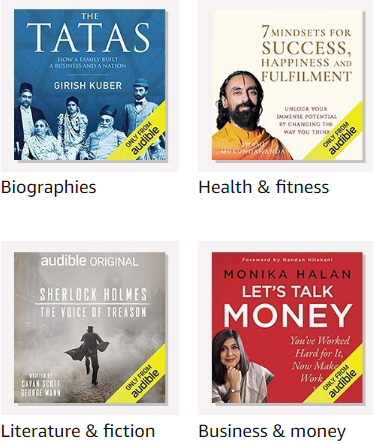 THE
TATAS
HOW A FAMILY BUILT
A BUSINESS AND A NATION
GIRISH KUBER
ONLY FROM
audible
Biographies
7 MINDSETS FOR
SUCCESS,
HAPPINESS AND
FULFILMENT
UNLOCK YOUR
IMMENSE POTENTIAL
BY CHANGING THE
WAY YOU THINK
SWAMI
MUKUNDANANDA
ONLY FROM
audible
Health & fitness
audible ORIGINAL
SHERLOCK HOLMES
THE VOICE OF TREASON
WRITTEN BY
CAVAN SCOTT
GEORGE MANN
ONLY FROM
audible
Literature & fiction
Foreword by Nandan Nilekani
MONIKA HALAN
LET'S TALK
MONEY
You've Worked
Hard for It,
Now Make
Work
ONLY FROM
audible
Business & money